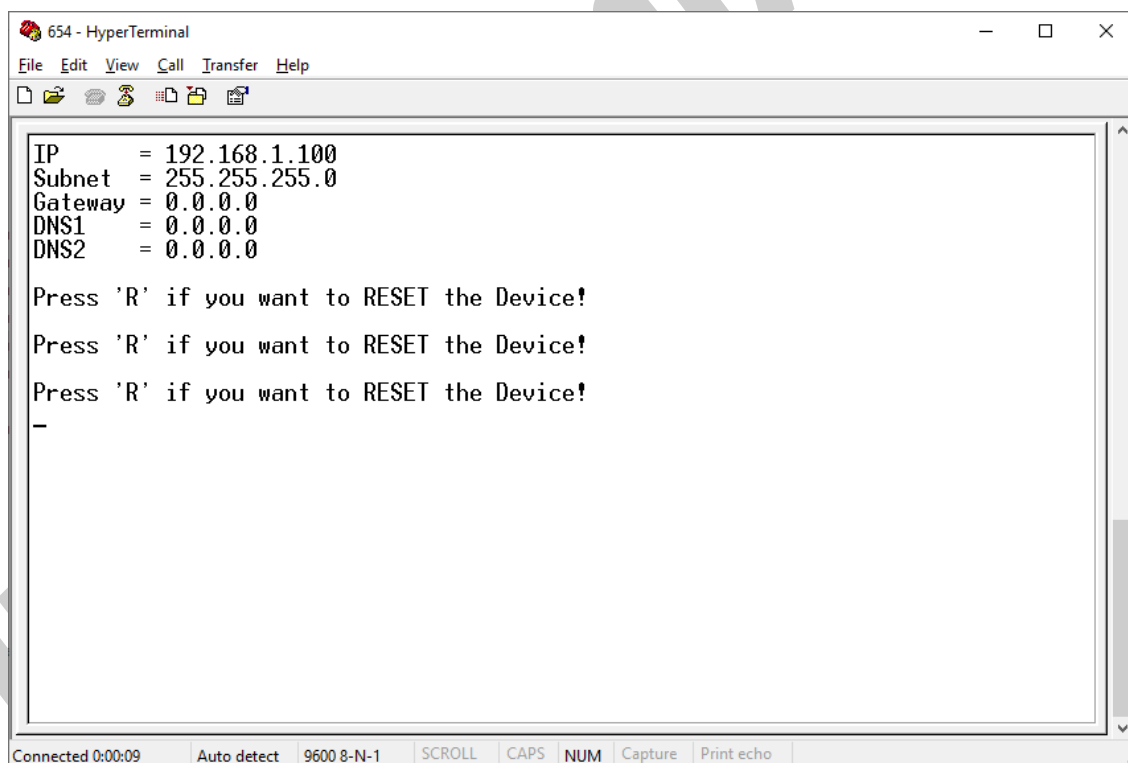 654 - HyperTerminal
File Edit View Call Transfer Help
IP = 192.168.1.100
Subnet = 255.255.255.0
Gateway = 0.0.0.0
DNS1 = 0.0.0.0
DNS2 = 0.0.0.0
Press 'R' if you want to RESET the Device!
Press 'R' if you want to RESET the Device!
Press 'R' if you want to RESET the Device!
Connected 0:00:09 Auto detect 9600 8-N-1 SCROLL CAPS NUM Capture Print echo